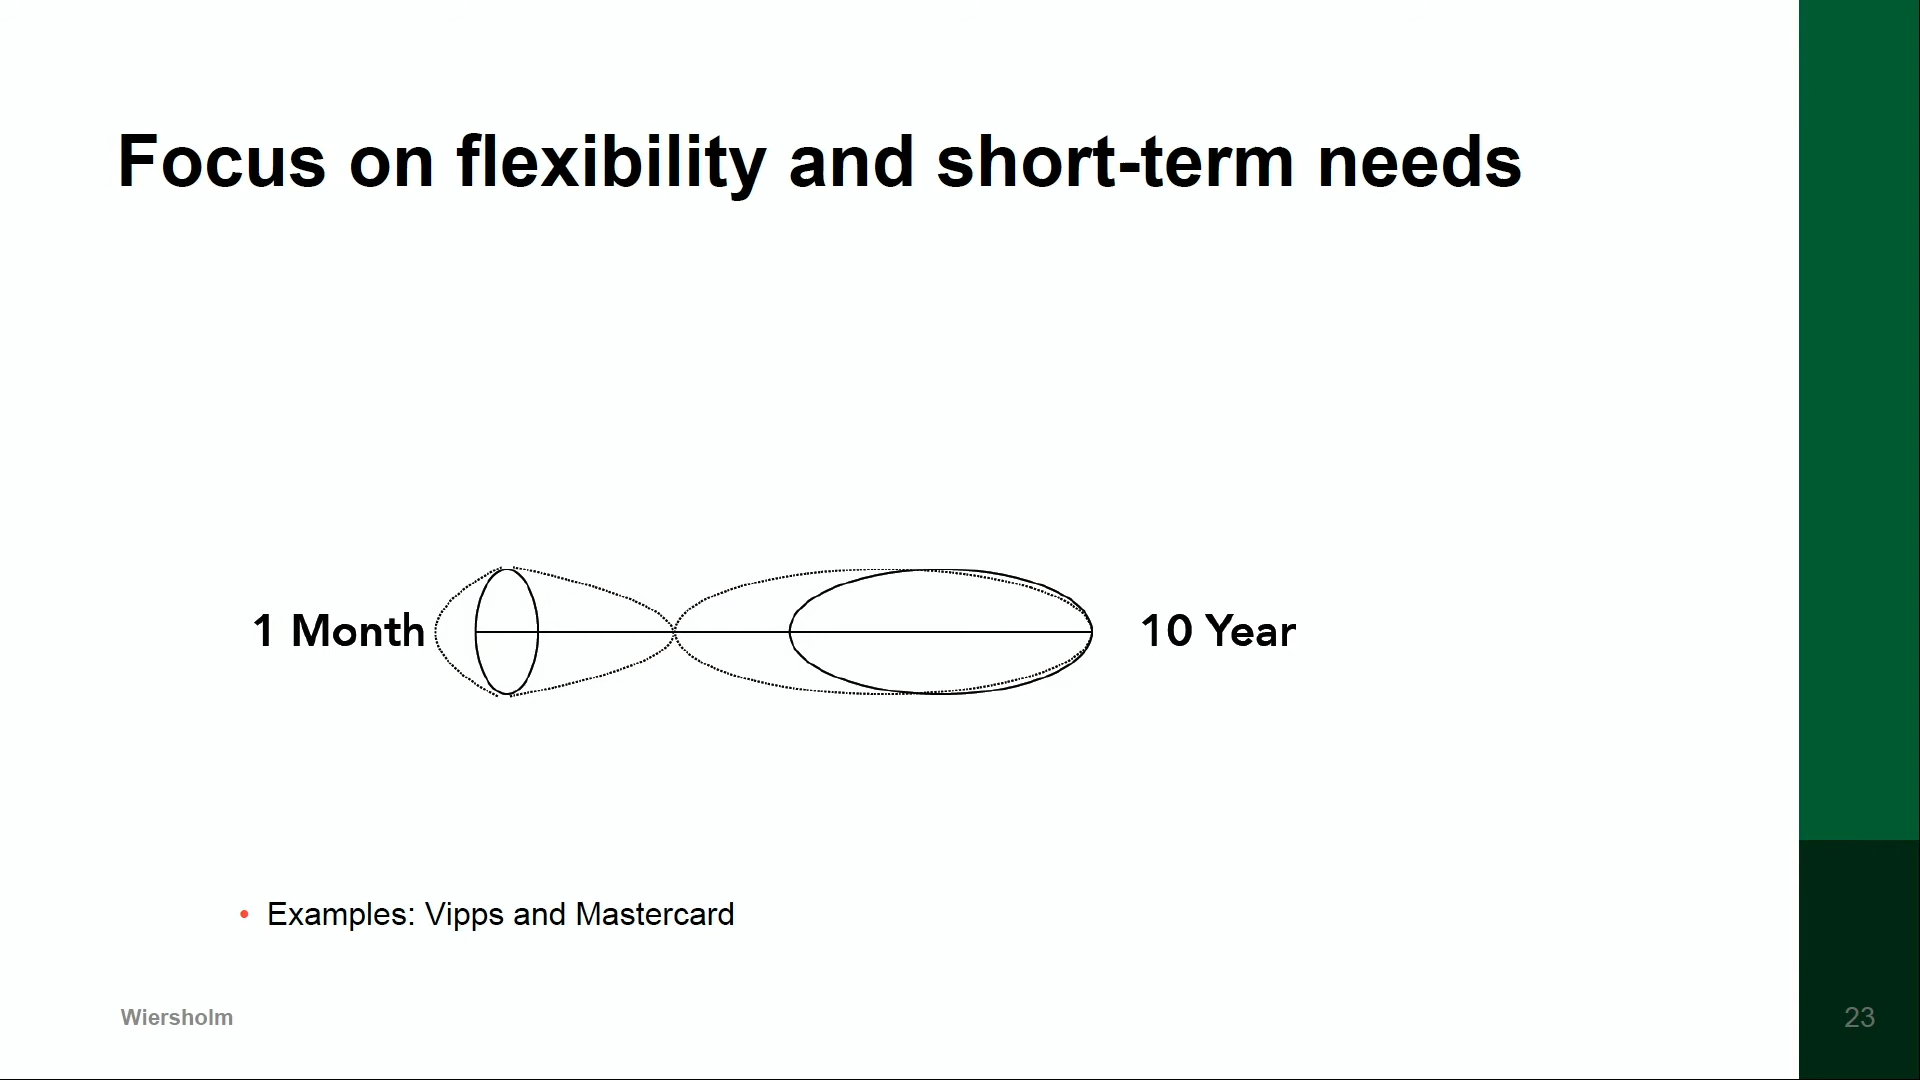 Focus on flexibility and short-term needs
1 Month
10 Year
• Examples: Vipps and Mastercard
Wiersholm
23